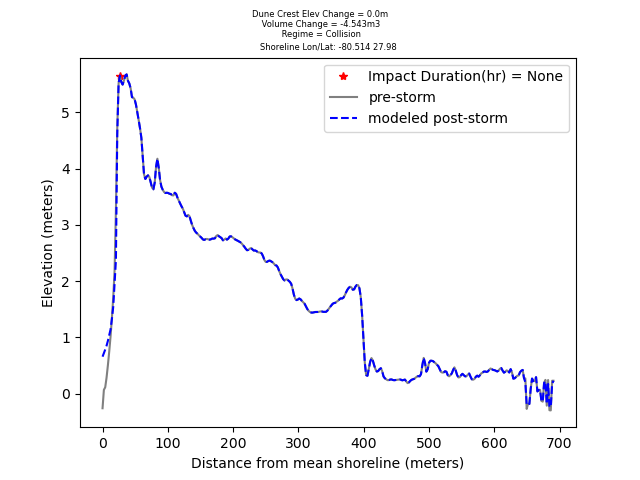 Dune Crest Elev Change = 0.0m
Volume Change = -4.543m3
Regime = Collision
Shoreline Lon/Lat: -80.514 27.98
Impact Duration(hr) = None
pre-storm
modeled post-storm
Elevation (meters)
5
4
3
2
1
0
0 100 200 300 400 500 600 700
Distance from mean shoreline (meters)